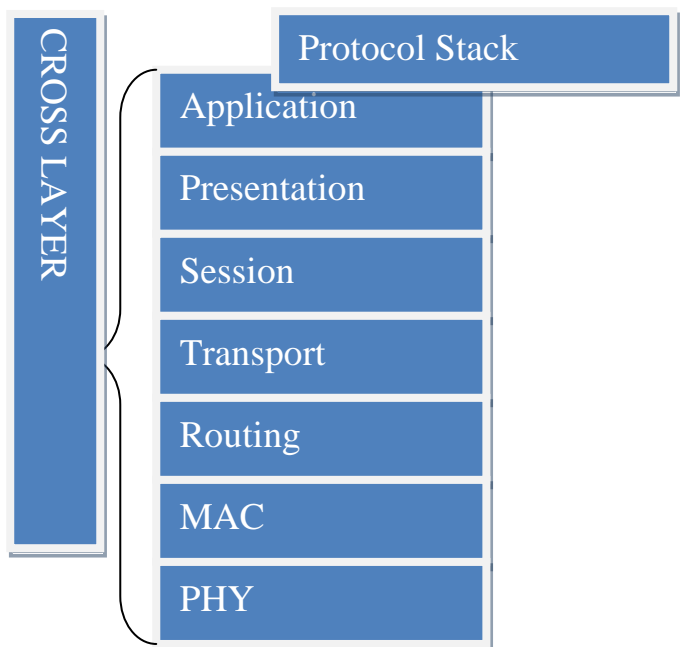 CROSS LAYER
Protocol Stack
Application
Presentation
Session
Transport
Routing
MAC
PHY